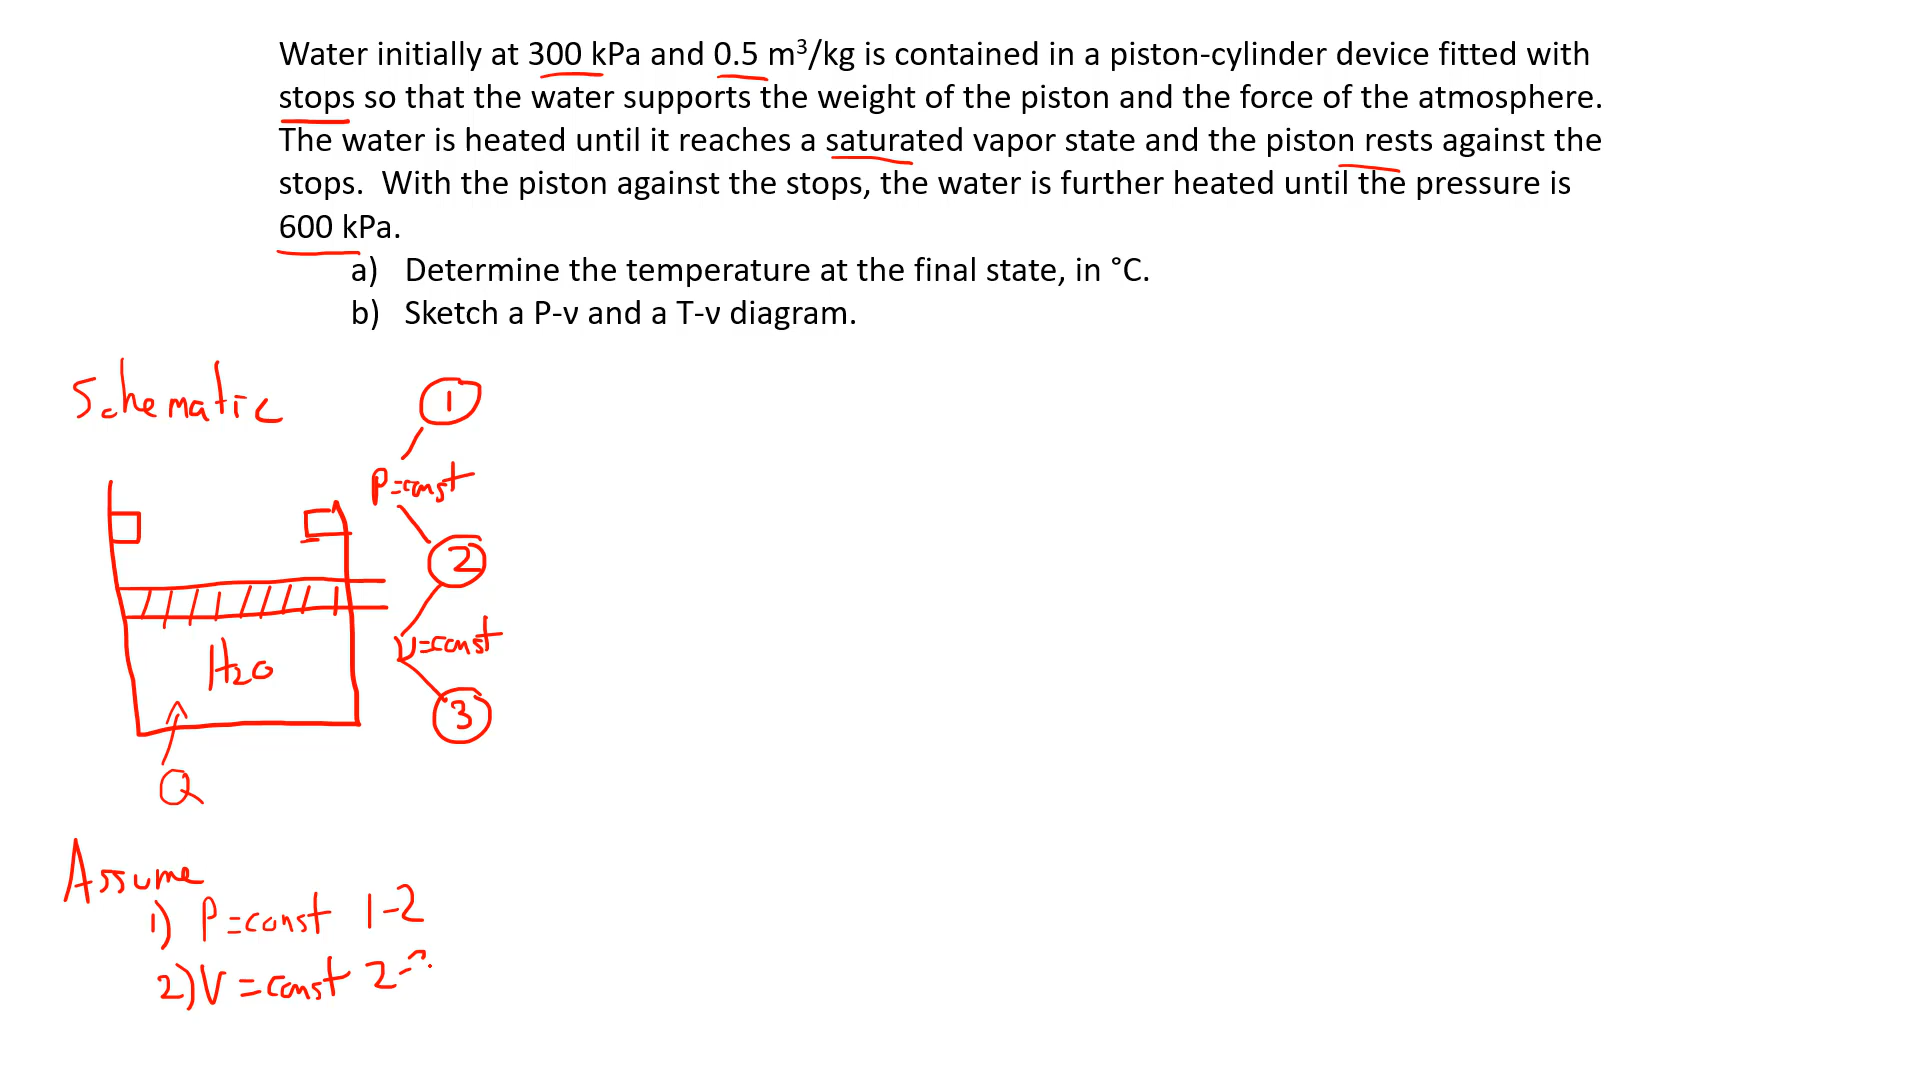 Water initially at 300 kPa and 0.5 m³/kg is contained in a piston-cylinder device fitted with
stops so that the water supports the weight of the piston and the force of the atmosphere.
The water is heated until it reaches a saturated vapor state and the piston rests against the
stops. With the piston against the stops, the water is further heated until the pressure is
600 kPa.
a) Determine the temperature at the final state, in °C.
b) Sketch a P-v and a T-v diagram.
Schematic
1
P=const
2
V=const
3
H2O
Q
Assume
1) P=const 1-2
2) V=const 2-